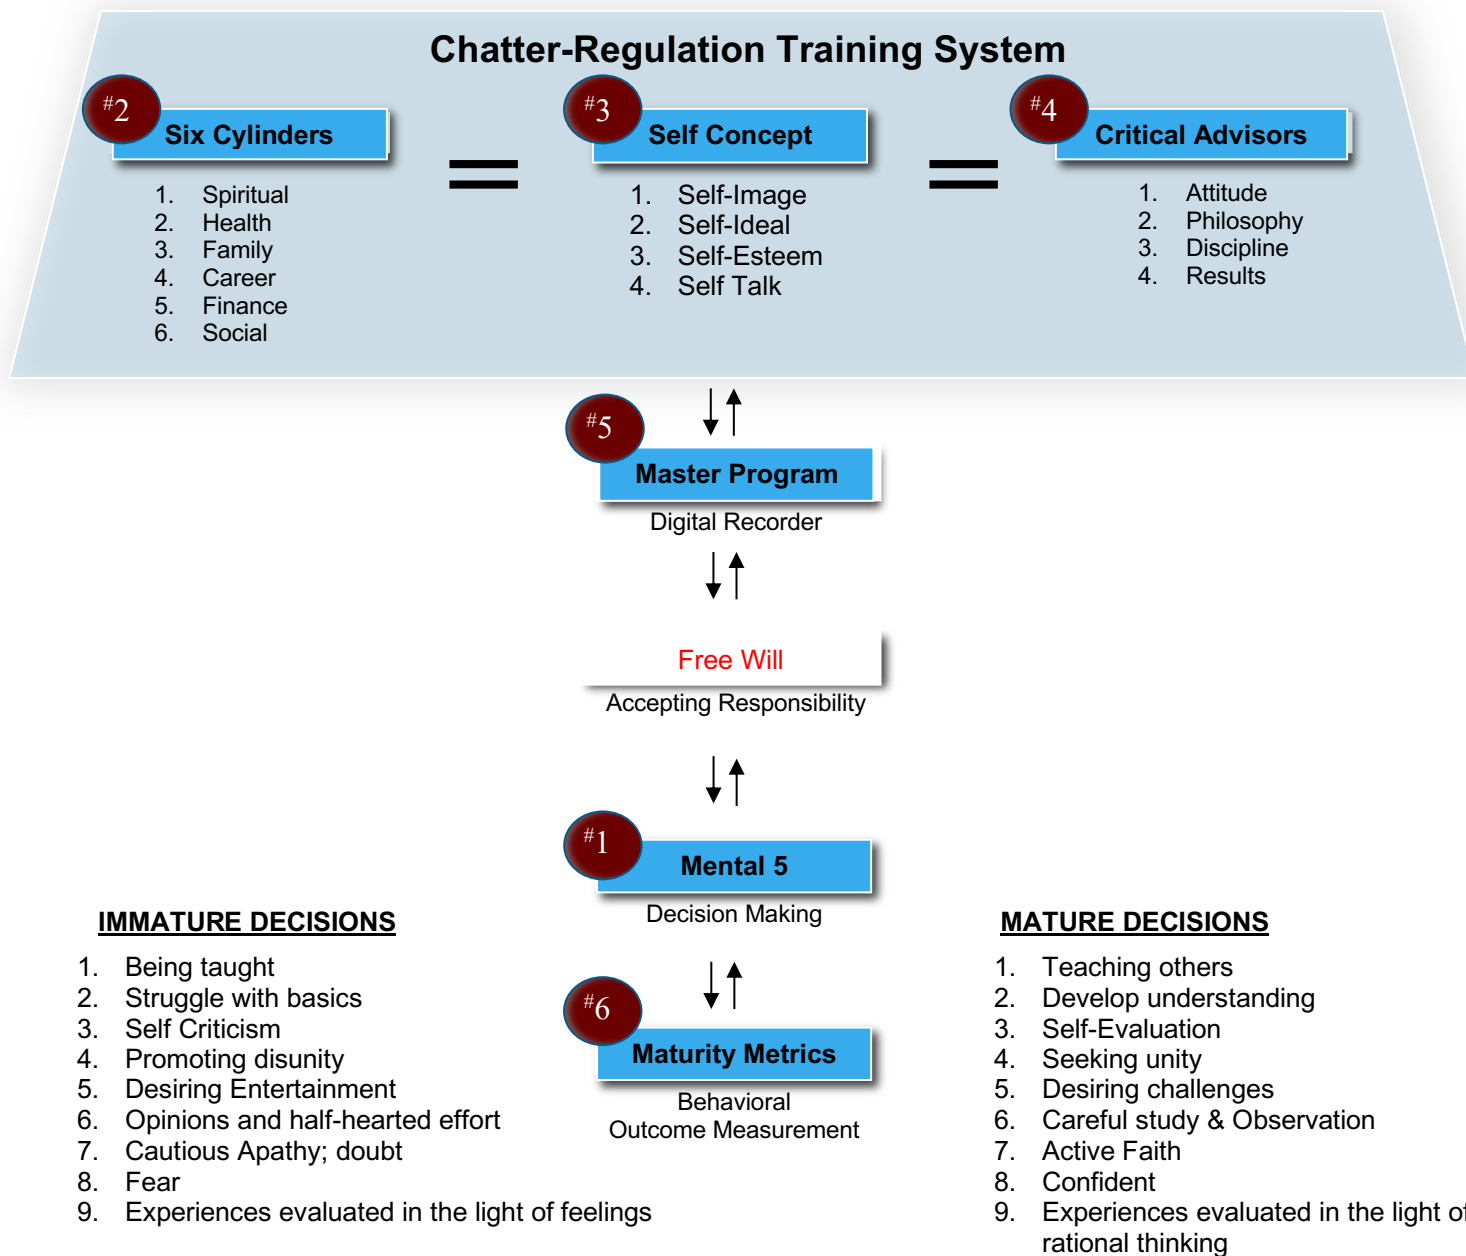 Chatter-Regulation Training System
#2
Six Cylinders
1. Spiritual
2. Health
3. Family
4. Career
5. Finance
6. Social
=
#3
Self Concept
1. Self-Image
2. Self-Ideal
3. Self-Esteem
4. Self Talk
=
#4
Critical Advisors
1. Attitude
2. Philosophy
3. Discipline
4. Results
#5
Master Program
Digital Recorder
Free Will
Accepting Responsibility
#1
Mental 5
Decision Making
#6
Maturity Metrics
Behavioral
Outcome Measurement
IMMATURE DECISIONS
1. Being taught
2. Struggle with basics
3. Self Criticism
4. Promoting disunity
5. Desiring Entertainment
6. Opinions and half-hearted effort
7. Cautious Apathy; doubt
8. Fear
9. Experiences evaluated in the light of feelings
MATURE DECISIONS
1. Teaching others
2. Develop understanding
3. Self-Evaluation
4. Seeking unity
5. Desiring challenges
6. Careful study & Observation
7. Active Faith
8. Confident
9. Experiences evaluated in the light of
rational thinking